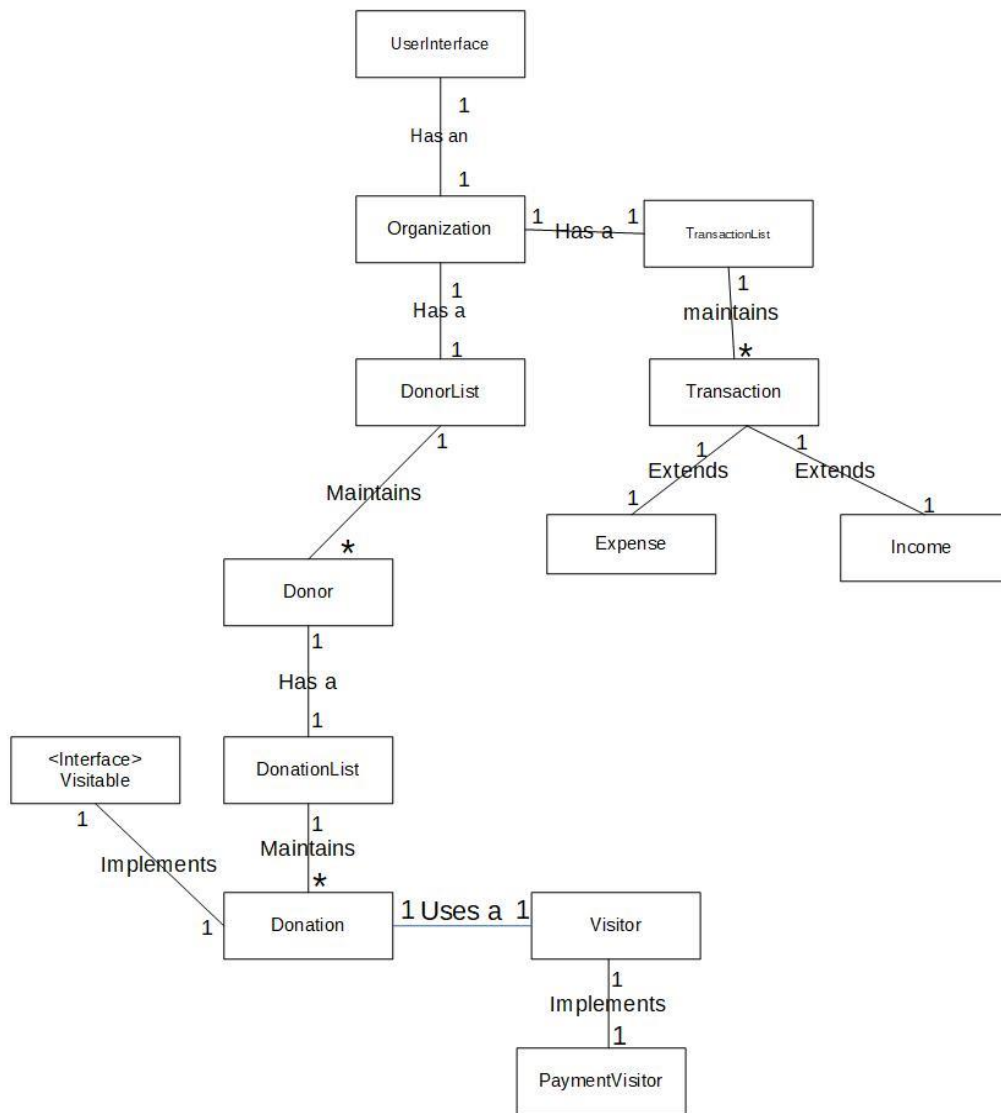 UserInterface
1
Has an
1
Organization
1 Has a 1
TransactionList
1
Has a
1
1
maintains
*
DonorList
Transaction
1
Maintains
*
1
Extends
1
1
Extends
1
Expense
Income
Donor
1
Has a
1
<Interface>
Visitable
DonationList
1
Implements
1
1
Maintains
*
Donation
1 Uses a 1
Visitor
1
Implements
1
PaymentVisitor